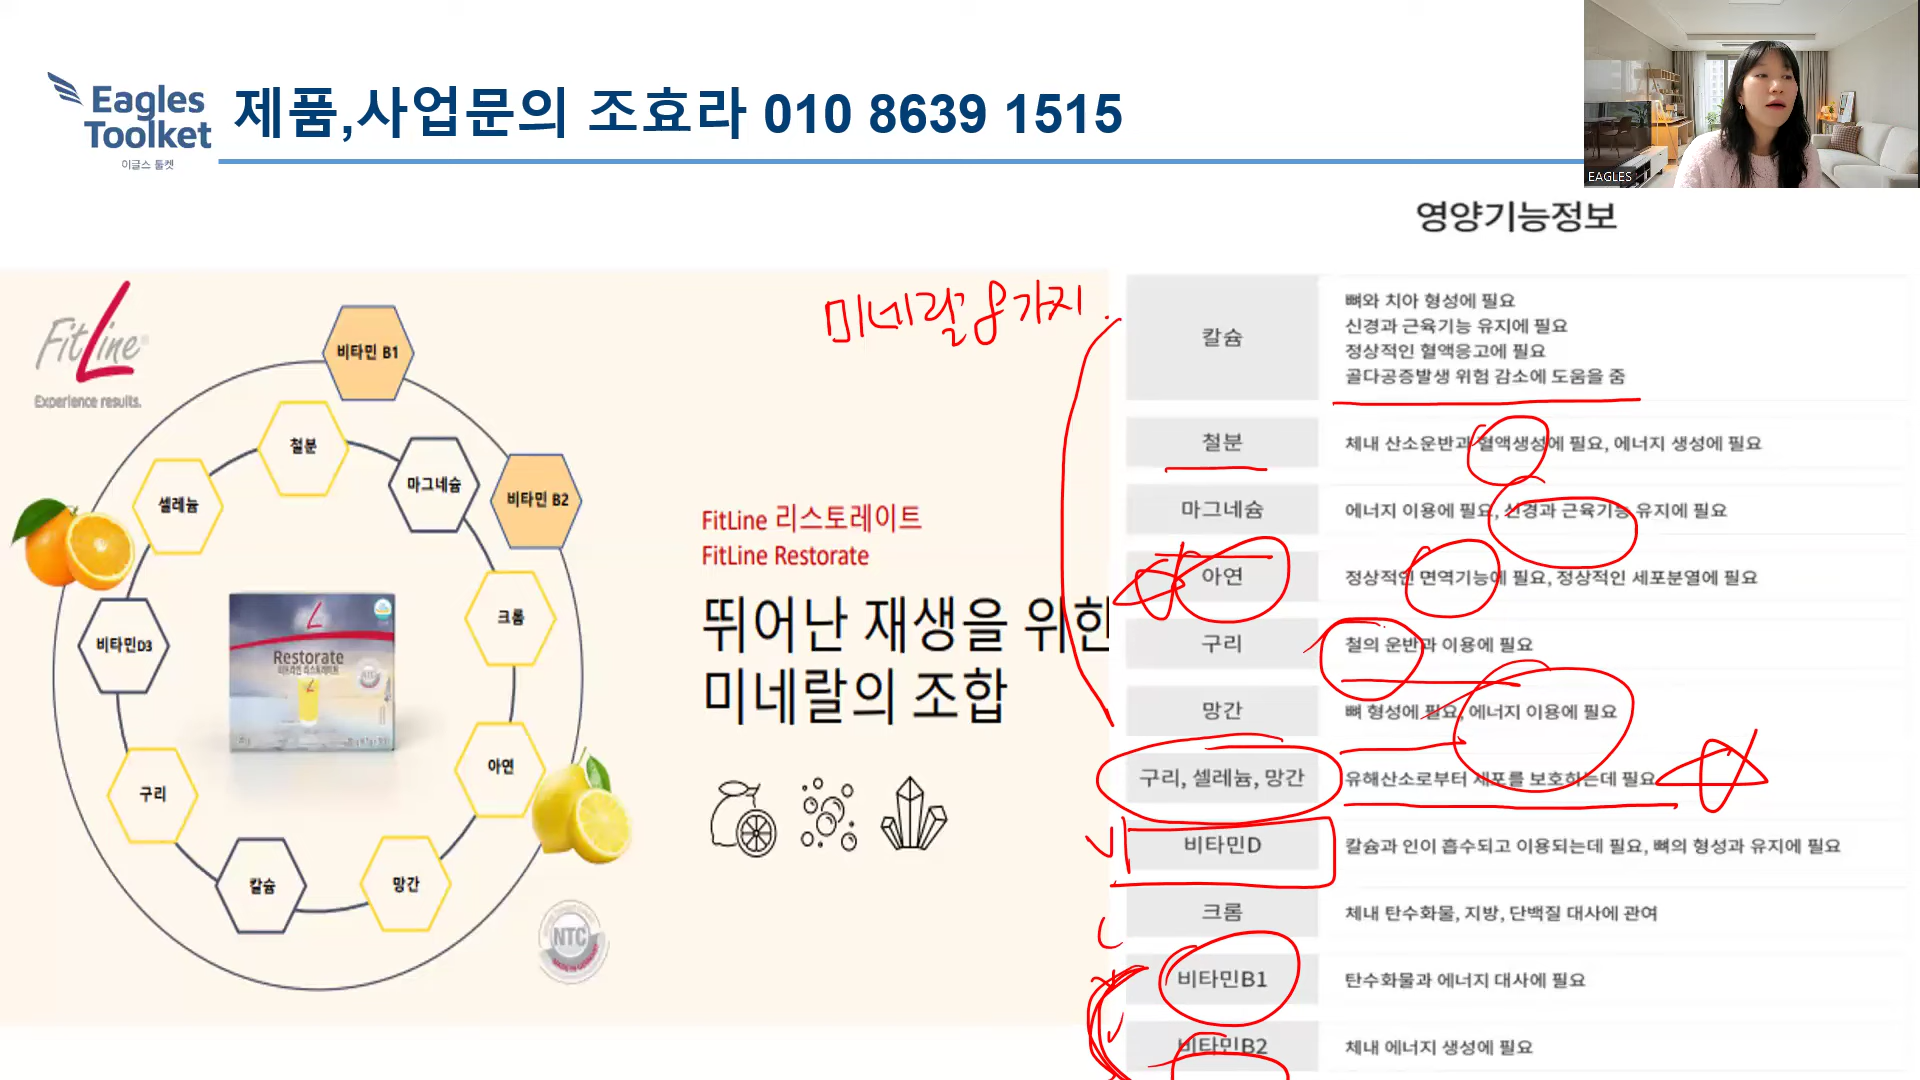 Eagles
Toolket
이글스 툴켓
제품,사업문의 조효라 010 8639 1515
EAGLES
영양기능정보
FitLine
Experience results.
비타민 B1
철분
마그네슘
비타민 B2
셀레늄
크롬
비타민D3
아연
구리
칼슘
망간
Restorate
NTC
미네랄 8가지.
FitLine 리스토레이트
FitLine Restorate
뛰어난 재생을 위한
미네랄의 조합
칼슘
뼈와 치아 형성에 필요
신경과 근육기능 유지에 필요
정상적인 혈액응고에 필요
골다공증발생 위험 감소에 도움을 줌
철분
체내 산소운반과 혈액생성에 필요, 에너지 생성에 필요
마그네슘
에너지 이용에 필요, 신경과 근육기능 유지에 필요
아연
정상적인 면역기능에 필요, 정상적인 세포분열에 필요
구리
철의 운반과 이용에 필요
망간
뼈 형성에 필요, 에너지 이용에 필요
구리, 셀레늄, 망간
유해산소로부터 세포를 보호하는데 필요
비타민D
칼슘과 인이 흡수되고 이용되는데 필요, 뼈의 형성과 유지에 필요
크롬
체내 탄수화물, 지방, 단백질 대사에 관여
비타민B1
탄수화물과 에너지 대사에 필요
비타민B2
체내 에너지 생성에 필요